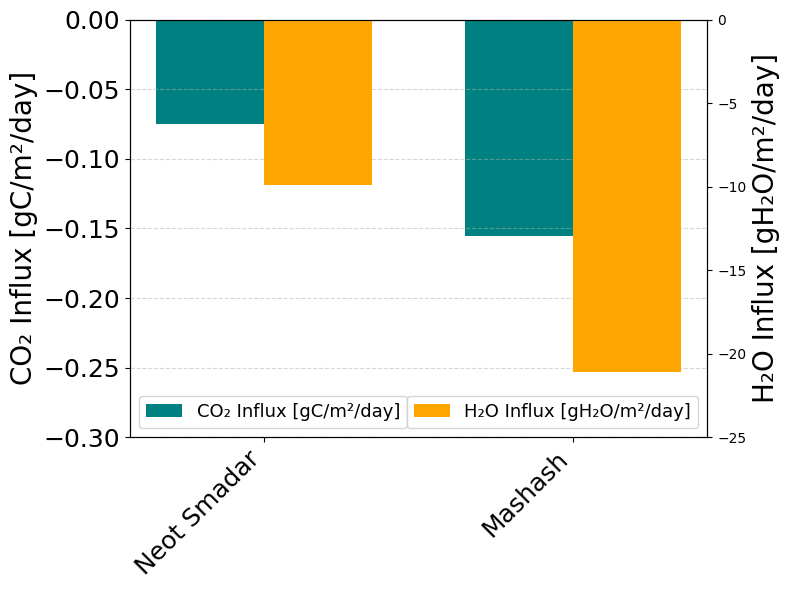 CO₂ Influx [gC/m²/day]
0.00
−0.05
−0.10
−0.15
−0.20
−0.25
−0.30
0
−5
−10
−15
−20
−25
H₂O Influx [gH₂O/m²/day]
CO₂ Influx [gC/m²/day]
H₂O Influx [gH₂O/m²/day]
Neot Smadar
Mashash